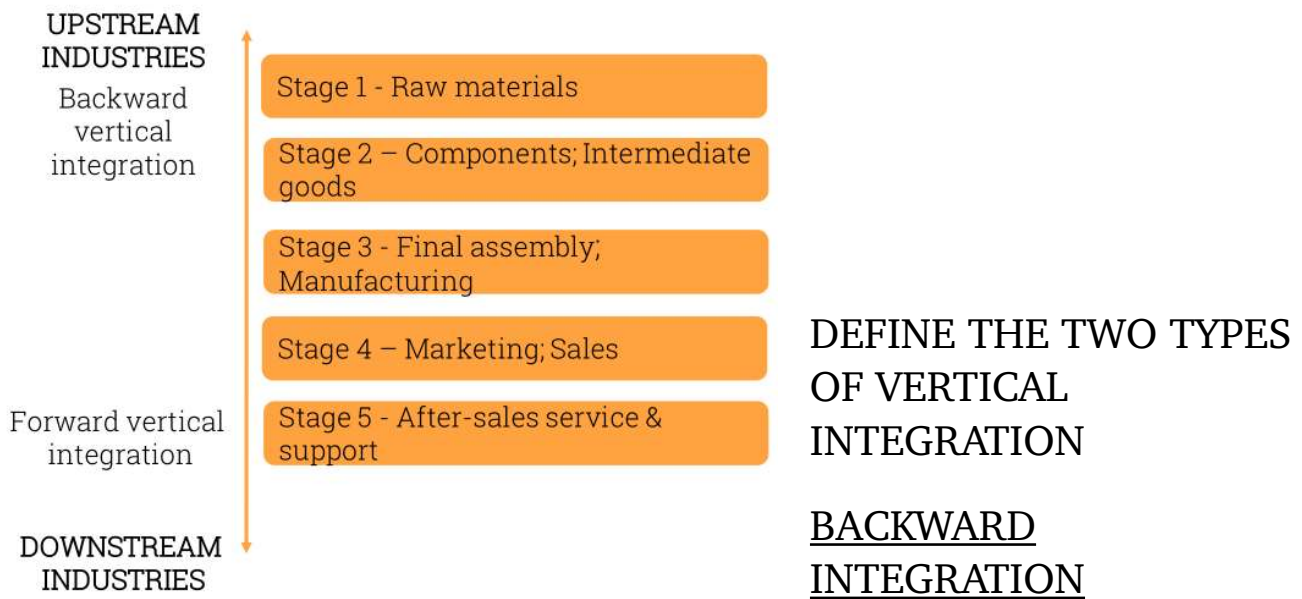 UPSTREAM
INDUSTRIES
Backward
vertical
integration
Stage 1 - Raw materials
Stage 2 – Components; Intermediate
goods
Stage 3 - Final assembly;
Manufacturing
Stage 4 – Marketing; Sales
Forward vertical
integration
Stage 5 - After-sales service &
support
DOWNSTREAM
INDUSTRIES
DEFINE THE TWO TYPES
OF VERTICAL
INTEGRATION
BACKWARD
INTEGRATION